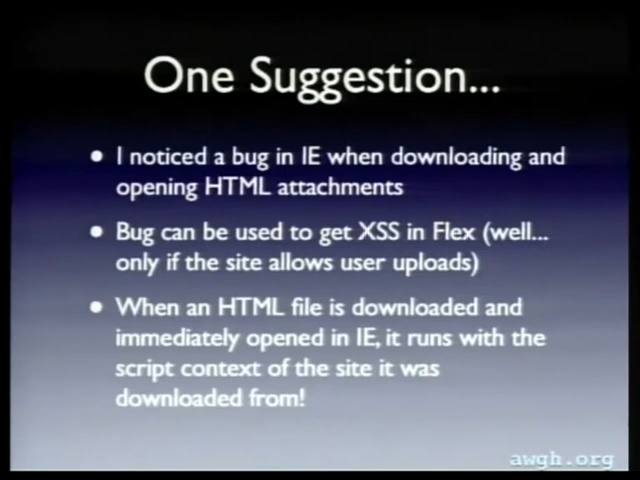 One Suggestion...
• I noticed a bug in IE when downloading and
opening HTML attachments
• Bug can be used to get XSS in Flex (well...
only if the site allows user uploads)
• When an HTML file is downloaded and
immediately opened in IE, it runs with the
script context of the site it was
downloaded from!
awgh.org